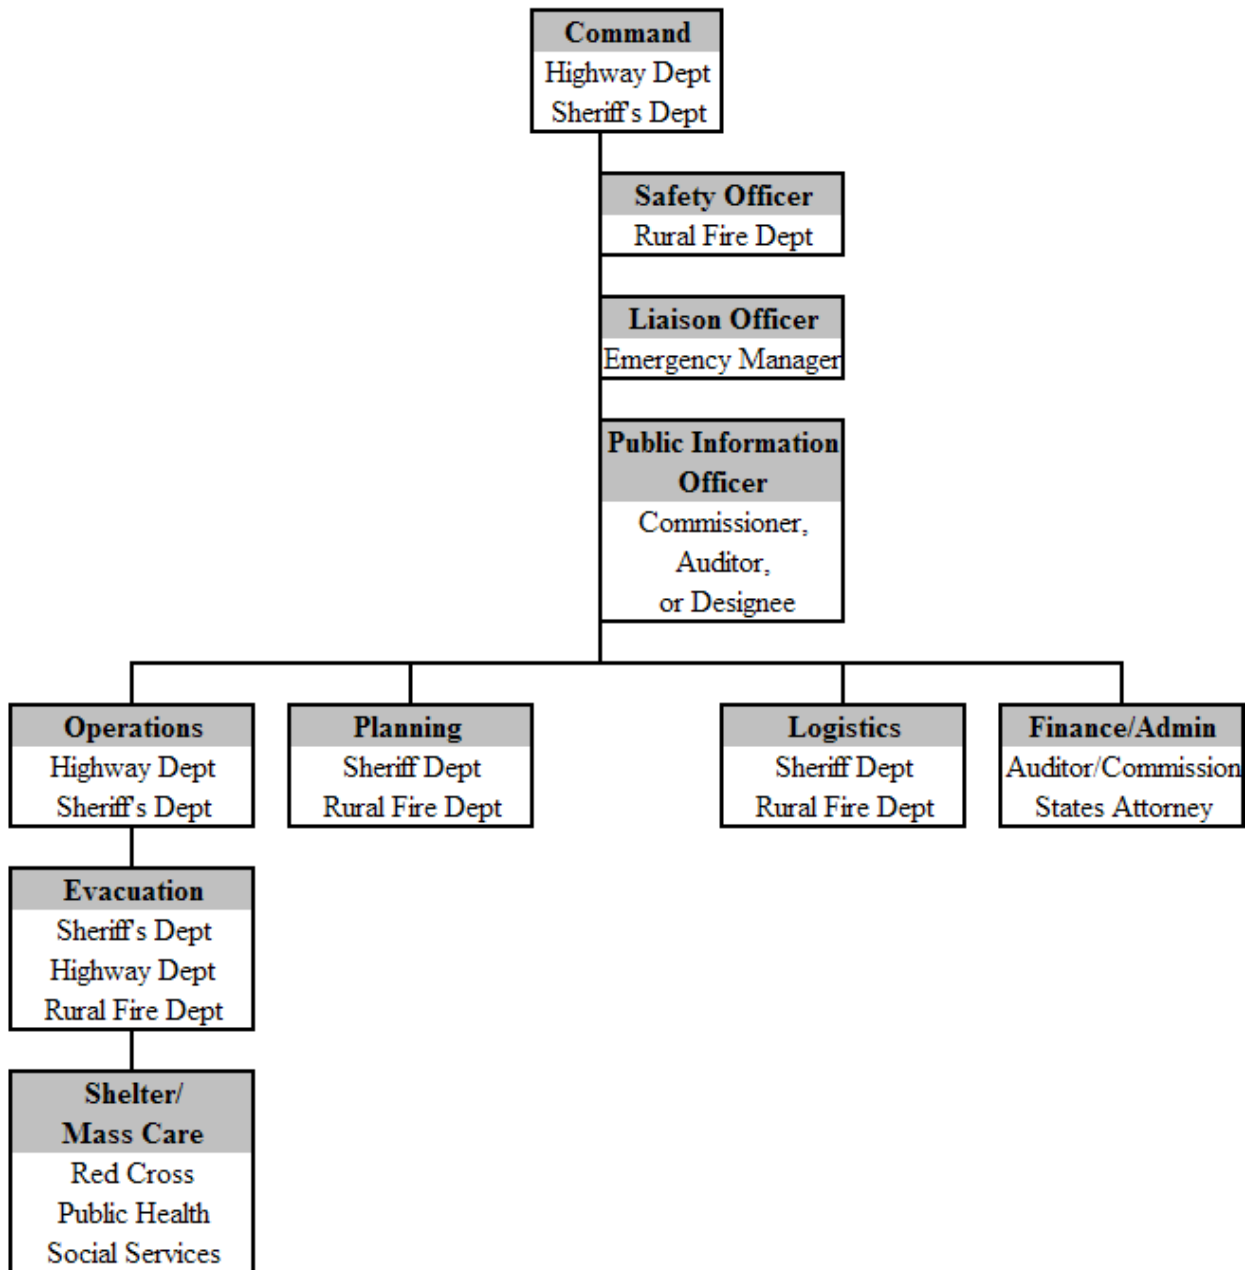 Command
Highway Dept
Sheriff's Dept
Safety Officer
Rural Fire Dept
Liaison Officer
Emergency Manager
Public Information
Officer
Commissioner,
Auditor,
or Designee
Operations
Highway Dept
Sheriff's Dept
Planning
Sheriff Dept
Rural Fire Dept
Logistics
Sheriff Dept
Rural Fire Dept
Finance/Admin
Auditor/Commission
States Attorney
Evacuation
Sheriff's Dept
Highway Dept
Rural Fire Dept
Shelter/
Mass Care
Red Cross
Public Health
Social Services